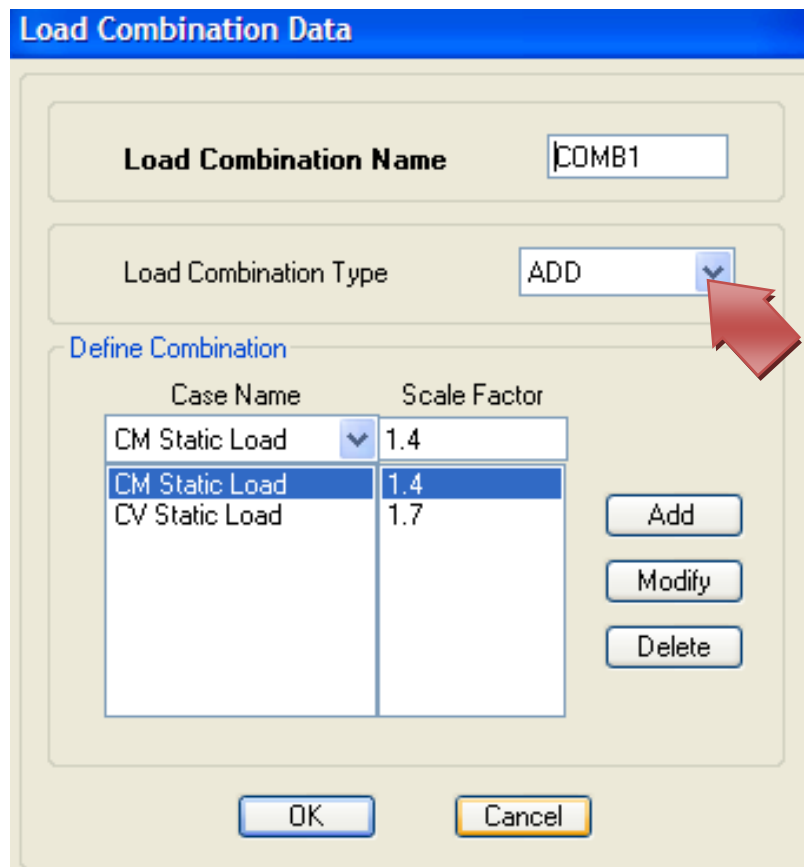 Load Combination Data
Load Combination Name COMB1
Load Combination Type ADD
Define Combination
Case Name Scale Factor
CM Static Load 1.4
CM Static Load 1.4
CV Static Load 1.7
Add
Modify
Delete
OK Cancel